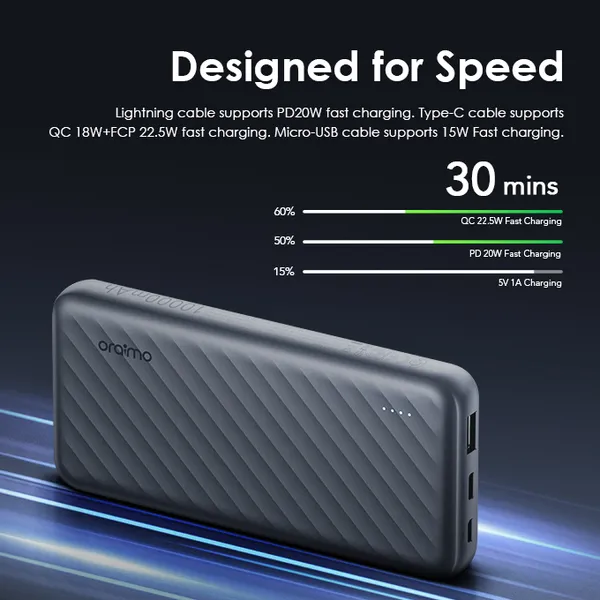 Designed for Speed
Lightning cable supports PD20W fast charging. Type-C cable supports
QC 18W+FCP 22.5W fast charging. Micro-USB cable supports 15W Fast charging.
30 mins
60%
QC 22.5W Fast Charging
50%
PD 20W Fast Charging
15%
5V 1A Charging
10000mAh
oraimo